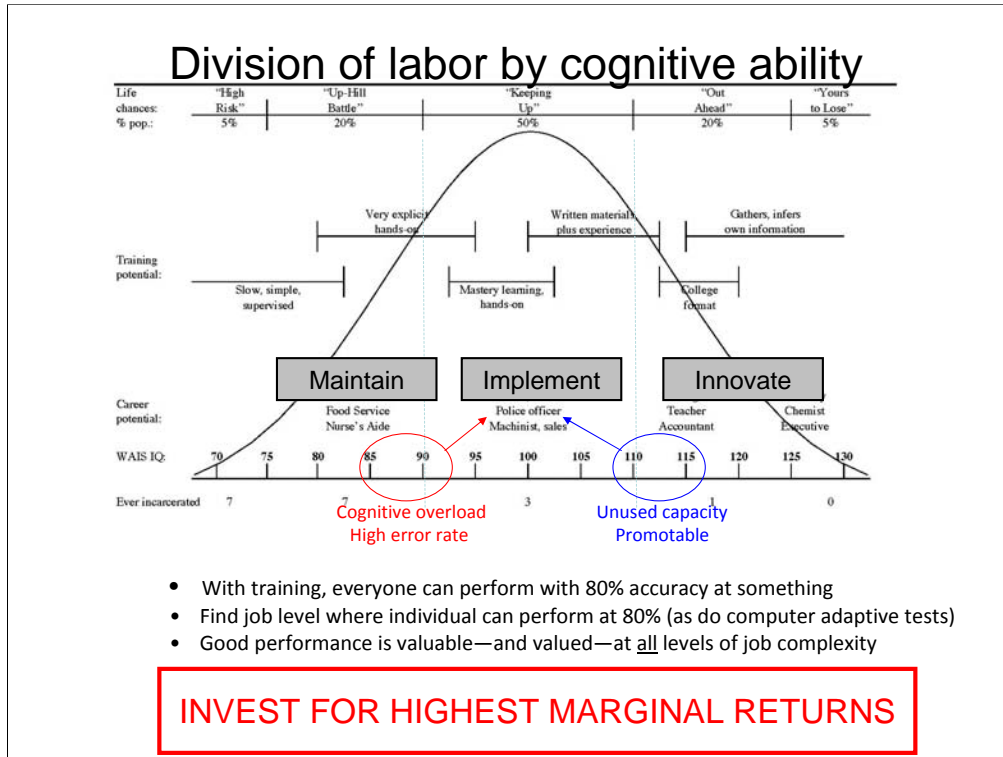 Division of labor by cognitive ability
Life chances: "High Risk" "Up-Hill Battle" "Keeping Up" "Out Ahead" "Yours to Lose"
% pop.: 5% 20% 50% 20% 5%
Very explicit hands-on
Written materials, plus experience
Gathers, infers own information
Training potential:
Slow, simple, supervised
Mastery learning, hands-on
College format
Maintain Implement Innovate
Career potential:
Food Service
Nurse's Aide
Police officer
Machinist, sales
Teacher
Accountant
Chemist
Executive
WAIS IQ: 70 75 80 85 90 95 100 105 110 115 120 125 130
Ever incarcerated 7 7 3 1 0
Cognitive overload
High error rate
Unused capacity
Promotable
• With training, everyone can perform with 80% accuracy at something
• Find job level where individual can perform at 80% (as do computer adaptive tests)
• Good performance is valuable—and valued—at all levels of job complexity
INVEST FOR HIGHEST MARGINAL RETURNS